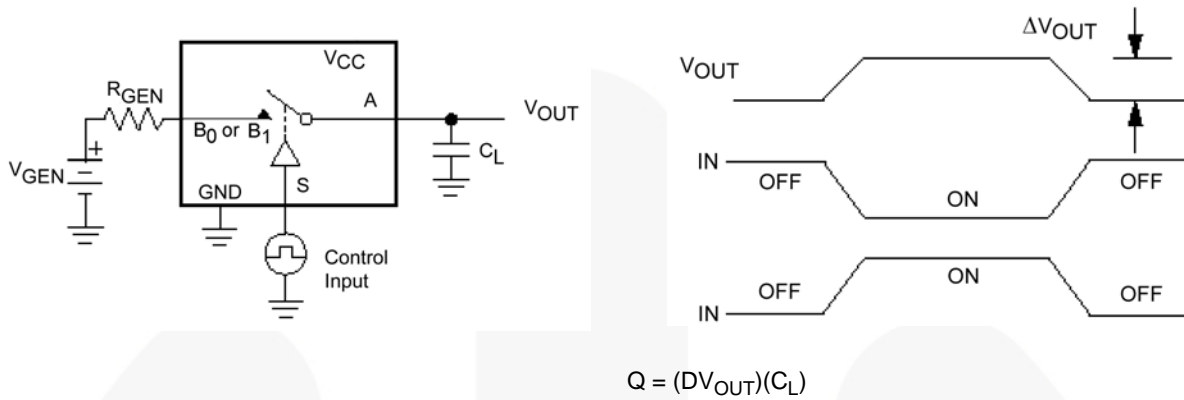 VCC
RGEN
A
VOUT
B0 or B1
CL
+
VGEN
GND
S
Control
Input
ΔVOUT
VOUT
IN
OFF
ON
OFF
OFF
ON
OFF
IN
Q = (DVOUT)(CL)